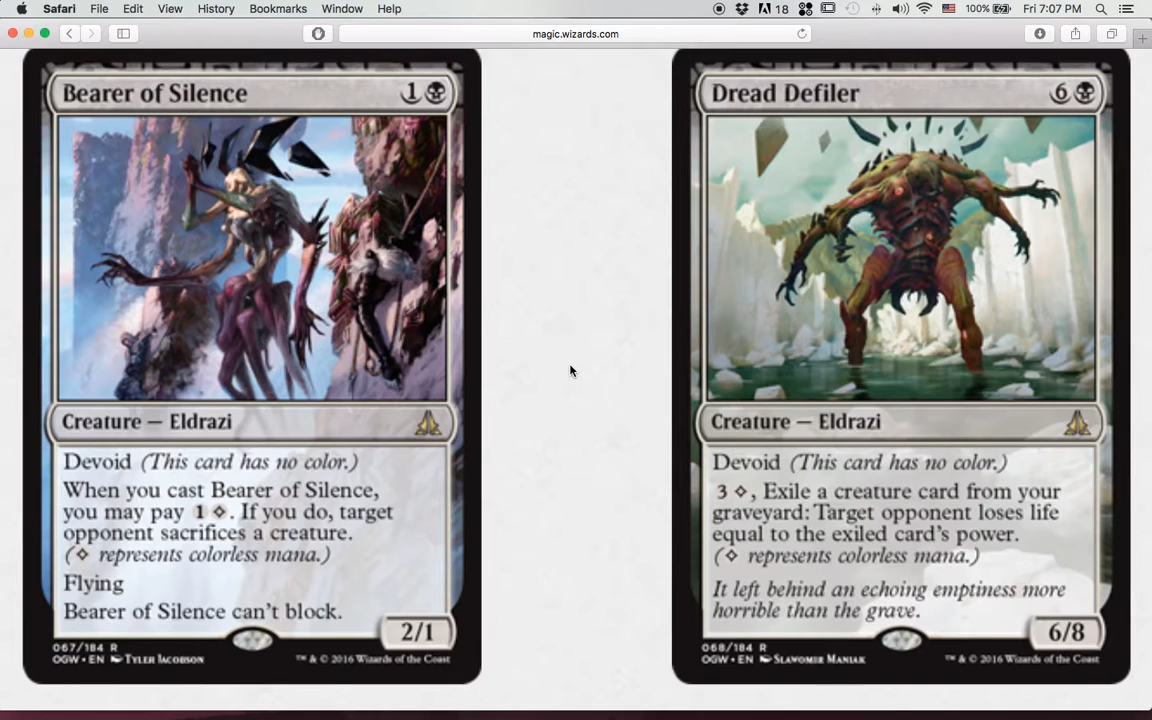 Safari File Edit View History Bookmarks Window Help 18 100% Fri 7:07 PM
magic.wizards.com
Bearer of Silence 1
Creature — Eldrazi
Devoid (This card has no color.)
When you cast Bearer of Silence,
you may pay 1 ◇. If you do, target
opponent sacrifices a creature.
(◇ represents colorless mana.)
Flying
Bearer of Silence can't block.
2/1
067/184 R
OGW • EN Tyler Jacobson ™ & © 2016 Wizards of the Coast
Dread Defiler 6
Creature — Eldrazi
Devoid (This card has no color.)
3 ◇, Exile a creature card from your
graveyard: Target opponent loses life
equal to the exiled card's power.
(◇ represents colorless mana.)
It left behind an echoing emptiness more
horrible than the grave.
6/8
068/184 R
OGW • EN Slawomir Maniak ™ & © 2016 Wizards of the Coast